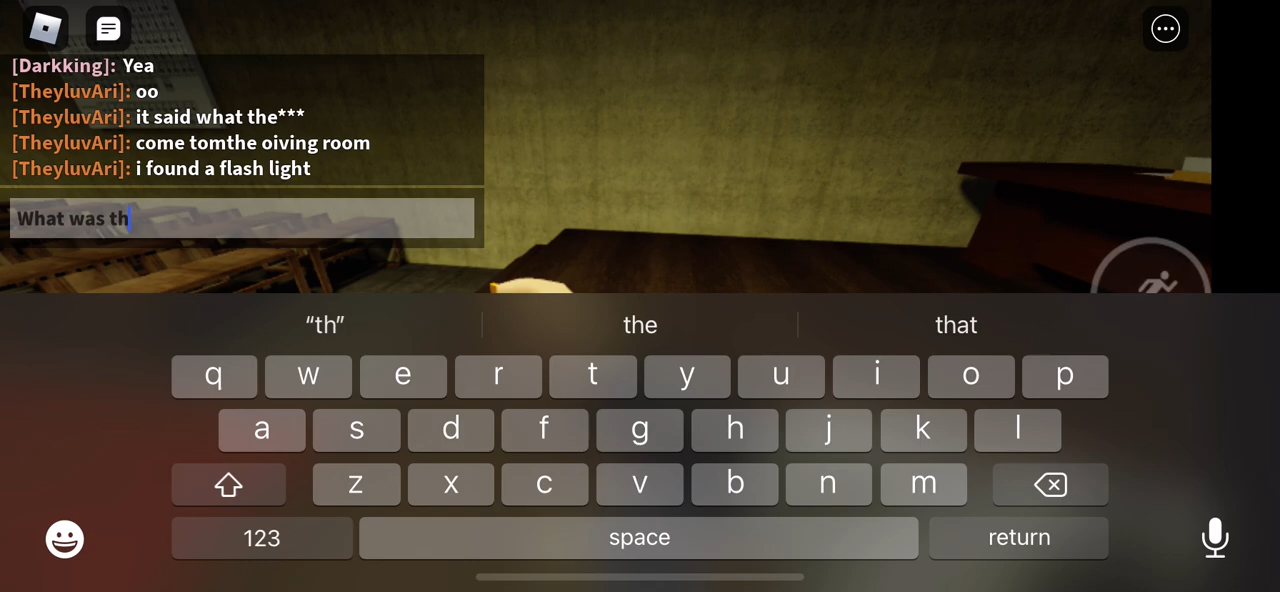 [Darkking]: Yea
[TheyluvAri]: oo
[TheyluvAri]: it said what the***
[TheyluvAri]: come tomthe oiving room
[TheyluvAri]: i found a flash light
What was th
“th” the that
q w e r t y u i o p
a s d f g h j k l
z x c v b n m
123 space return